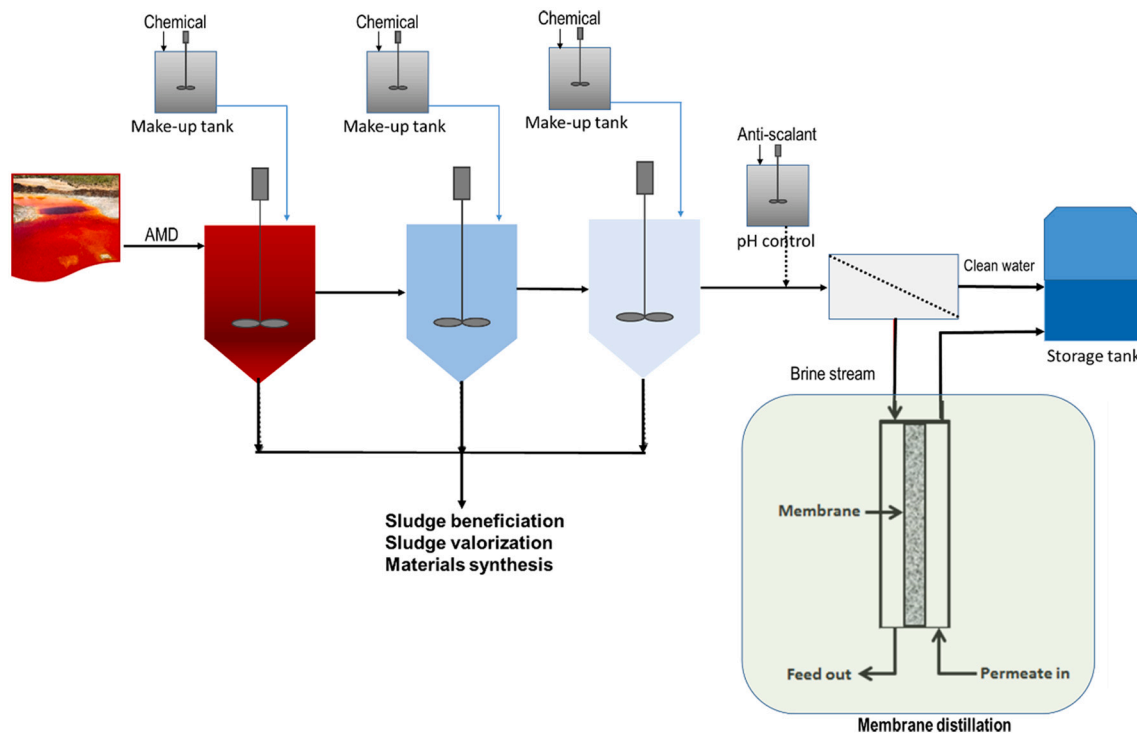 Chemical
Chemical
Chemical
Make-up tank
Make-up tank
Make-up tank
Anti-scalant
AMD
pH control
Clean water
Storage tank
Brine stream
Sludge beneficiation
Sludge valorization
Materials synthesis
Membrane
Feed out
Permeate in
Membrane distillation